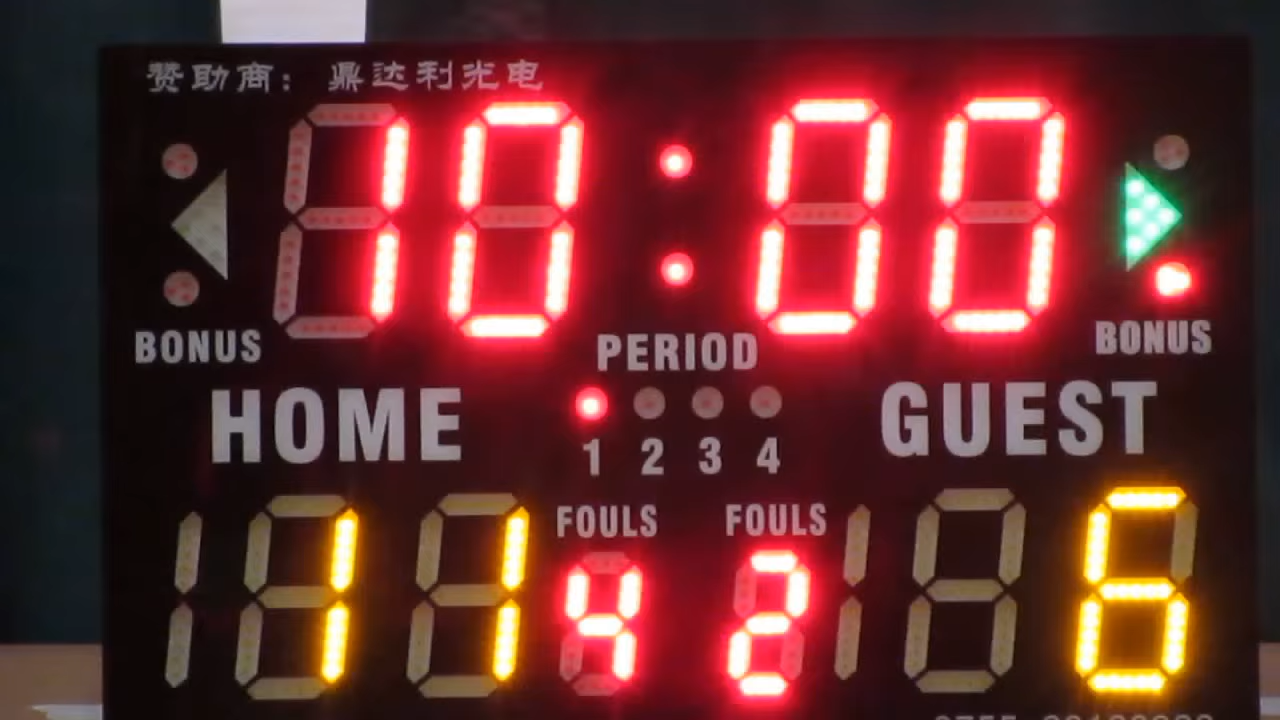 赞助商：鼎达利光电
10:00
BONUS PERIOD BONUS
HOME GUEST
1 2 3 4
FOULS FOULS
11 4 2 6